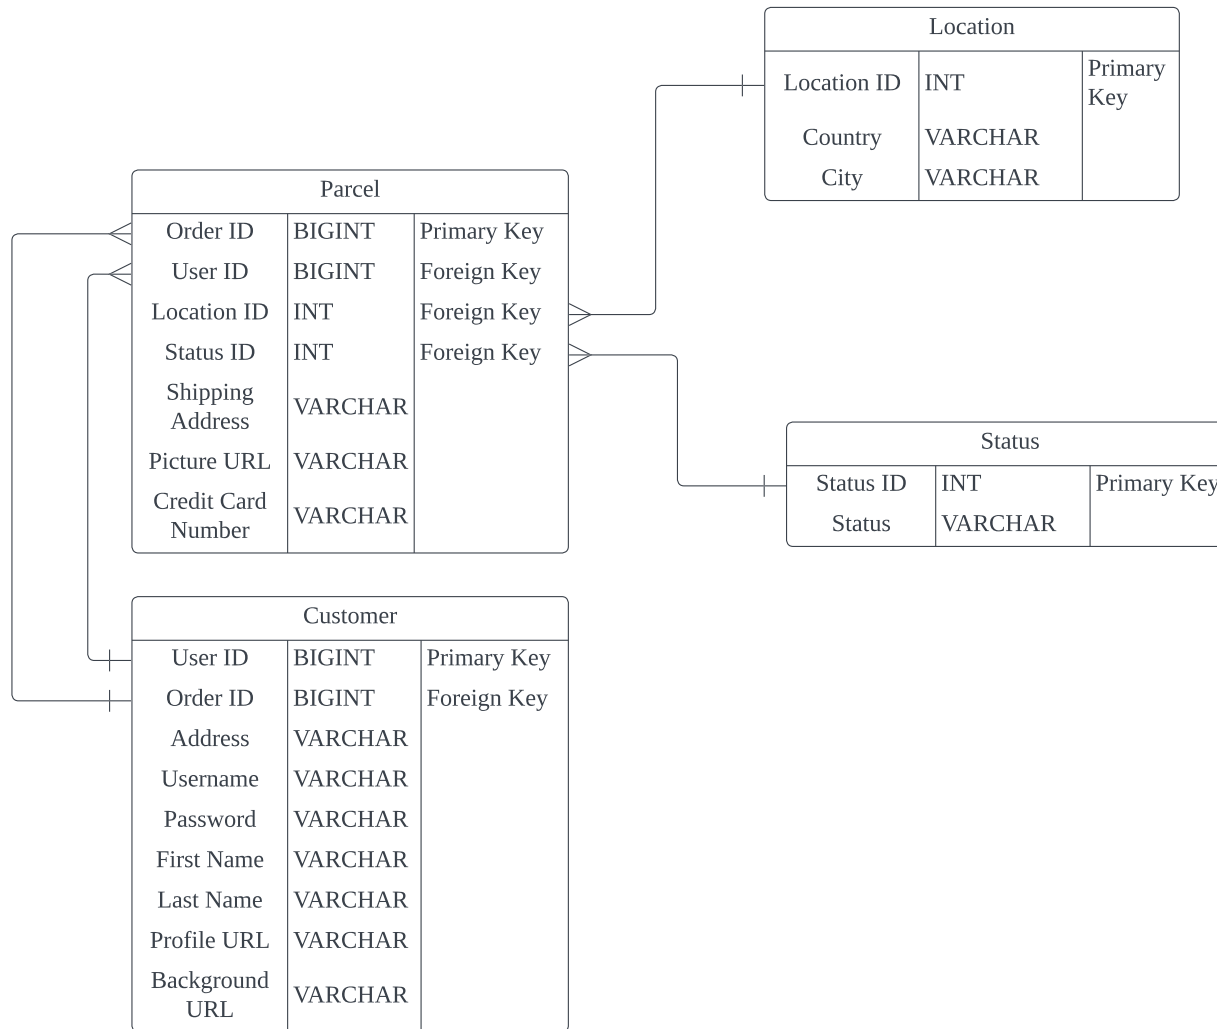 Location
Location ID INT Primary
Key
Country VARCHAR
City VARCHAR
Parcel
Order ID BIGINT Primary Key
User ID BIGINT Foreign Key
Location ID INT Foreign Key
Status ID INT Foreign Key
Shipping
Address VARCHAR
Picture URL VARCHAR
Credit Card
Number VARCHAR
Status
Status ID INT Primary Key
Status VARCHAR
Customer
User ID BIGINT Primary Key
Order ID BIGINT Foreign Key
Address VARCHAR
Username VARCHAR
Password VARCHAR
First Name VARCHAR
Last Name VARCHAR
Profile URL VARCHAR
Background
URL VARCHAR